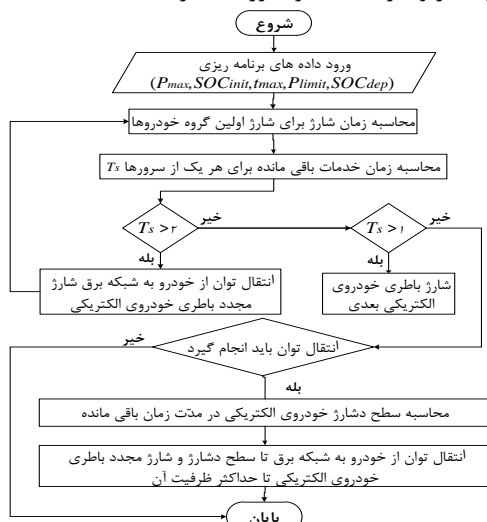 شروع
ورود داده های برنامه ریزی
(Pmax,SOCinit,tmax,Plimit,SOCdep)
محاسبه زمان شارژ برای شارژ اولین گروه خودروها
محاسبه زمان خدمات باقی مانده برای هر یک از سرورها Ts
Ts >۲
خیر
Ts >۱
خیر
بله
بله
انتقال توان از خودرو به شبکه برق شارژ
مجدد باطری خودروی الکتریکی
شارژ باطری خودروی
الکتریکی بعدی
انتقال توان باید انجام گیرد
خیر
بله
محاسبه سطح دشارژ خودروی الکتریکی در مدّت زمان باقی مانده
انتقال توان از خودرو به شبکه برق تا سطح دشارژ و شارژ مجدد باطری
خودروی الکتریکی تا حداکثر ظرفیت آن
پایان